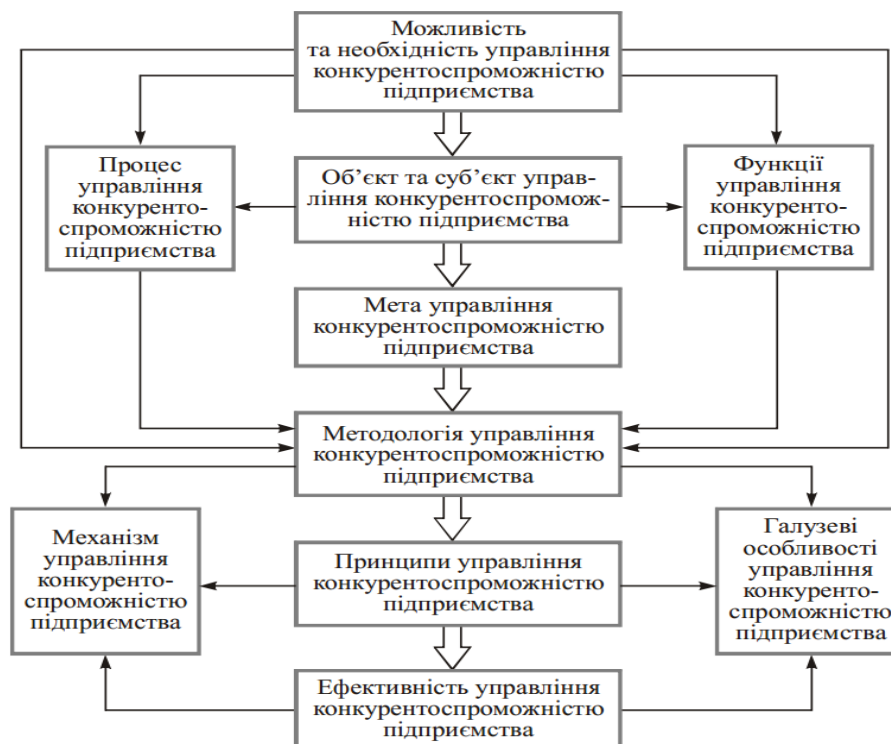 Можливість
та необхідність управління
конкурентоспроможністю
підприємства
Процес
управління
конкуренто-
спроможністю
підприємства
Об’єкт та суб’єкт управ-
ління конкурентоспромож-
ністю підприємства
Функції
управління
конкуренто-
спроможністю
підприємства
Мета управління
конкурентоспроможністю
підприємства
Методологія управління
конкурентоспроможністю
підприємства
Механізм
управління
конкуренто-
спроможністю
підприємства
Принципи управління
конкурентоспроможністю
підприємства
Галузеві
особливості
управління
конкуренто-
спроможністю
підприємства
Ефективність управління
конкурентоспроможністю
підприємства